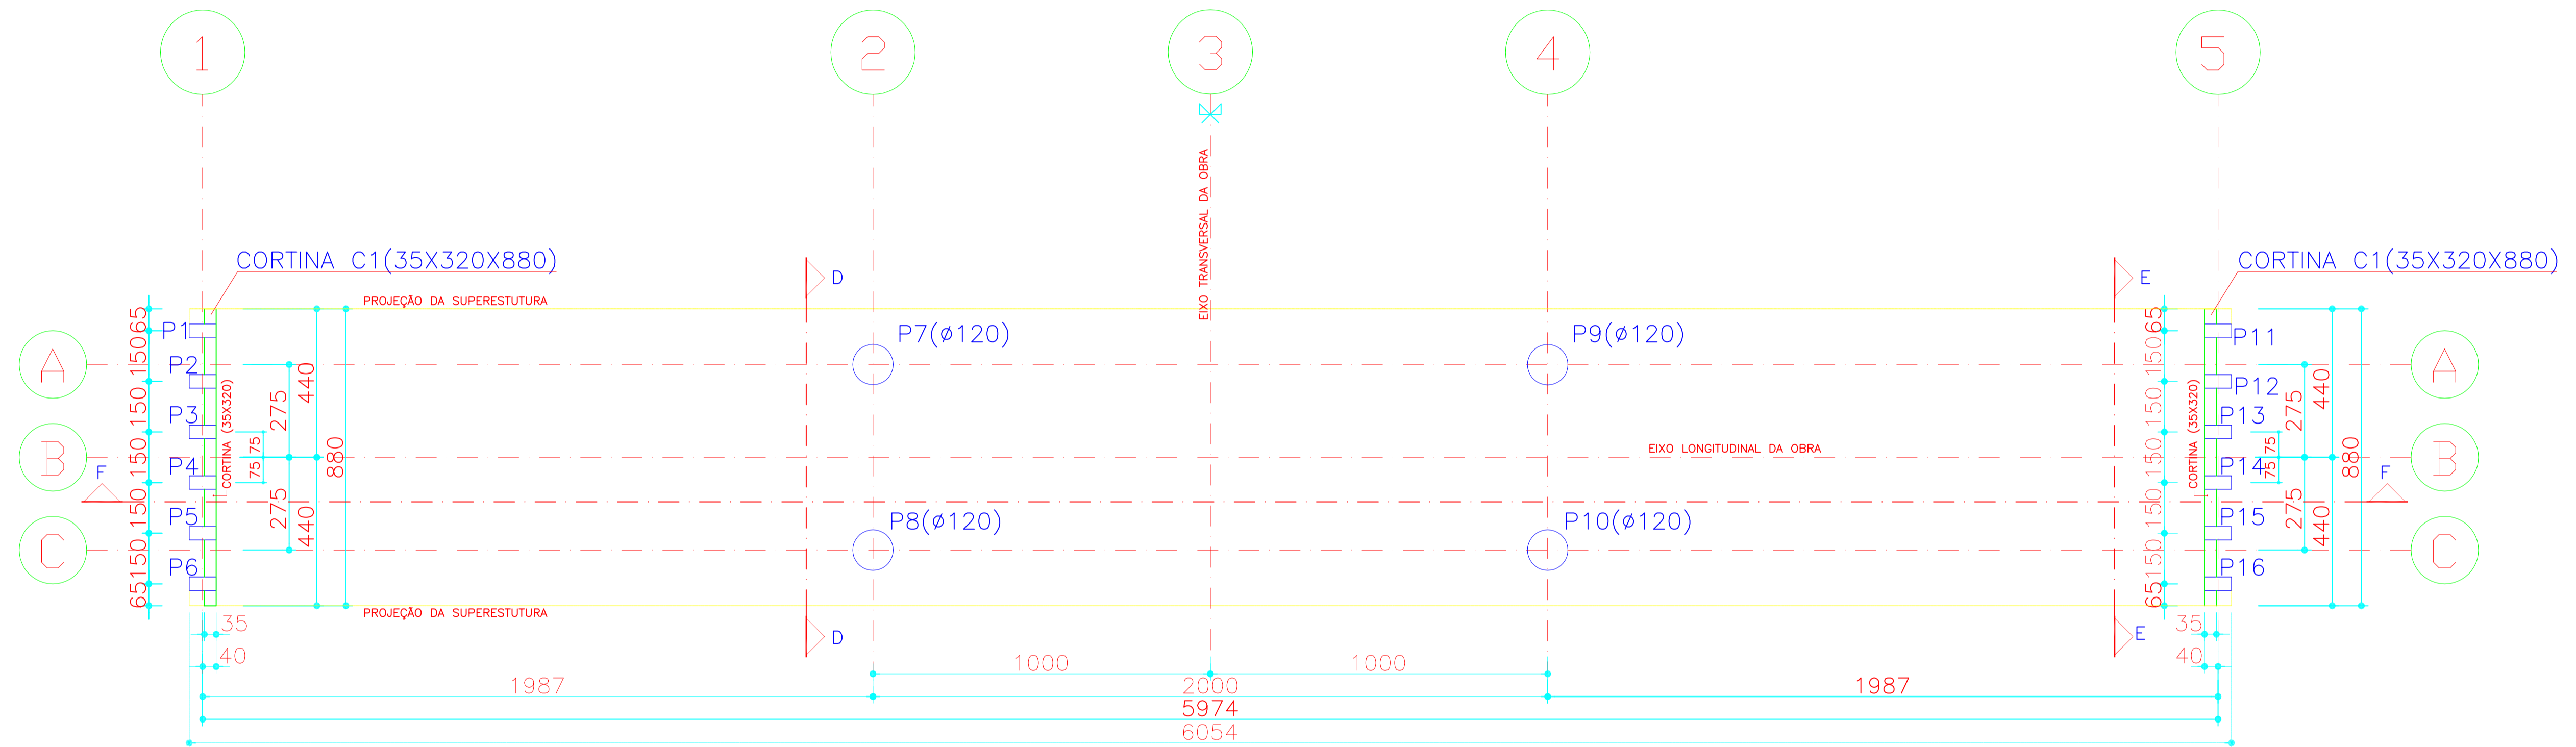 1
2
3
4
5
EIXO TRANSVERSAL DA OBRA
CORTINA C1(35X320X880)
CORTINA C1(35X320X880)
D
E
PROJEÇÃO DA SUPERESTUTURA
A
B
C
F
65
150
150
150
150
150
65
P1
P2
P3
P4
P5
P6
CORTINA (35X320)
75
75
275
275
440
440
880
P7(ø120)
P8(ø120)
P9(ø120)
P10(ø120)
EIXO LONGITUDINAL DA OBRA
65
150
150
150
150
150
65
CORTINA (35X320)
P11
P12
P13
P14
P15
P16
75
75
275
275
440
440
880
A
B
C
F
PROJEÇÃO DA SUPERESTUTURA
D
E
35
40
35
40
1000
1000
1987
2000
1987
5974
6054